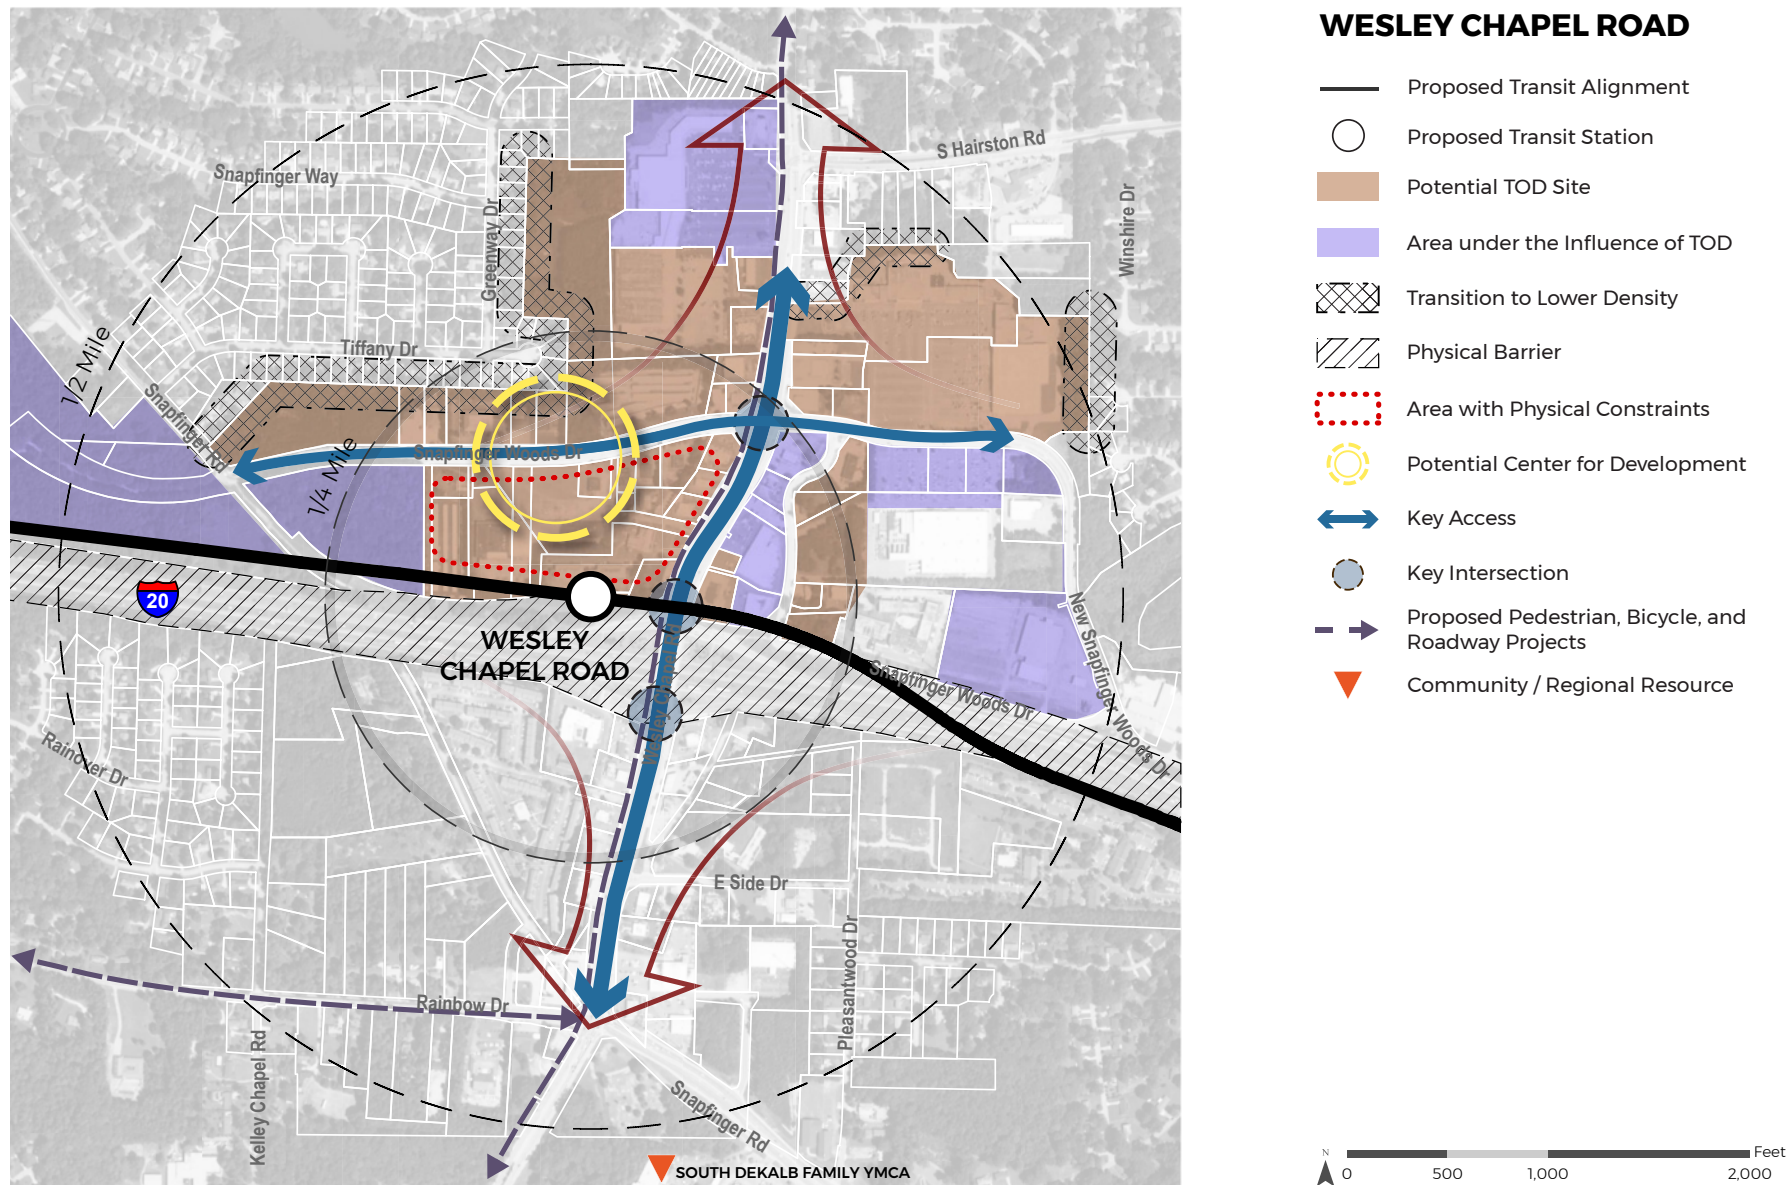 WESLEY CHAPEL ROAD
Proposed Transit Alignment
Proposed Transit Station
Potential TOD Site
Area under the Influence of TOD
Transition to Lower Density
Physical Barrier
Area with Physical Constraints
Potential Center for Development
Key Access
Key Intersection
Proposed Pedestrian, Bicycle, and
Roadway Projects
Community / Regional Resource
S Hairston Rd
Snapfinger Way
Greenway Dr
Winshire Dr
Tiffany Dr
1/2 Mile
Snapfinger Rd
1/4 Mile
Snapfinger Woods Dr
20
WESLEY
CHAPEL ROAD
Wesley Chapel Rd
Snapfinger Woods Dr
New Snapfinger Woods Dr
Rainover Dr
E Side Dr
Pleasantwood Dr
Rainbow Dr
Kelley Chapel Rd
Snapfinger Rd
SOUTH DEKALB FAMILY YMCA
N
0
500
1,000
2,000
Feet